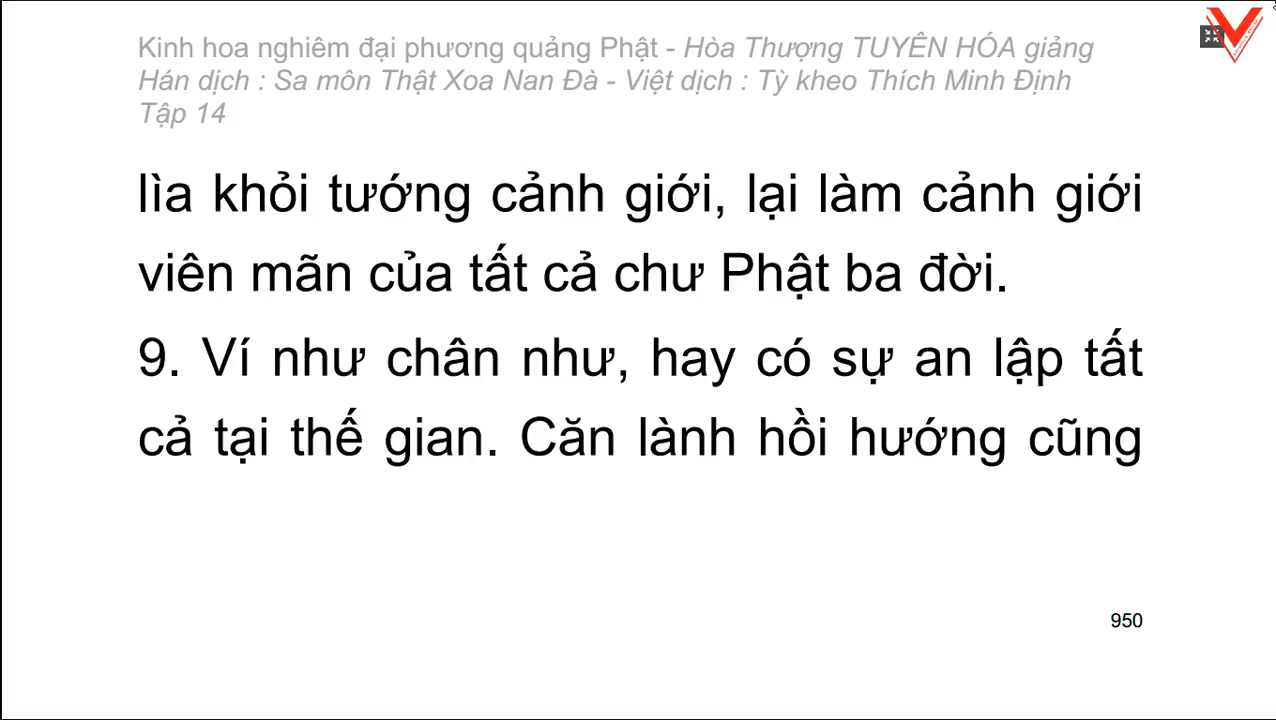 Kinh hoa nghiêm đại phương quảng Phật - Hòa Thượng TUYÊN HÓA giảng
Hán dịch : Sa môn Thật Xoa Nan Đà - Việt dịch : Tỳ kheo Thích Minh Định
Tập 14
lìa khỏi tướng cảnh giới, lại làm cảnh giới
viên mãn của tất cả chư Phật ba đời.
9. Ví như chân như, hay có sự an lập tất
cả tại thế gian. Căn lành hồi hướng cũng
950